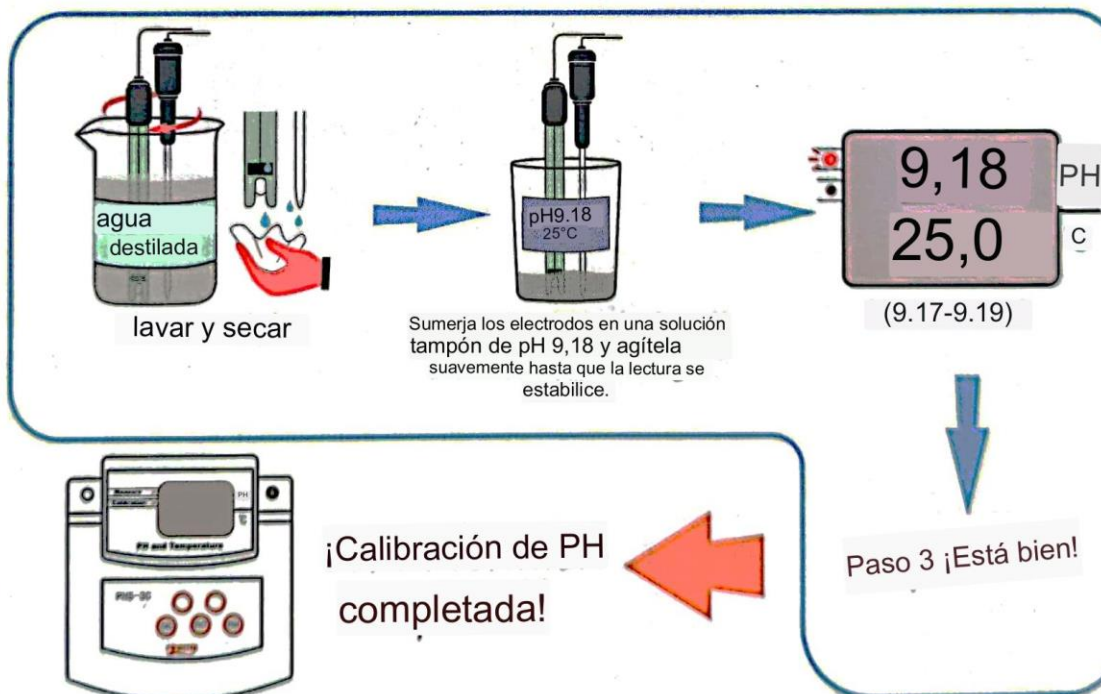 agua
destilada
lavar y secar
pH9.18
25°C
Sumerja los electrodos en una solución
tampón de pH 9,18 y agítela
suavemente hasta que la lectura se
estabilice.
9,18 PH
25,0 C
(9.17-9.19)
Paso 3 ¡Está bien!
¡Calibración de PH
completada!
PH
°C
PH and Temperature